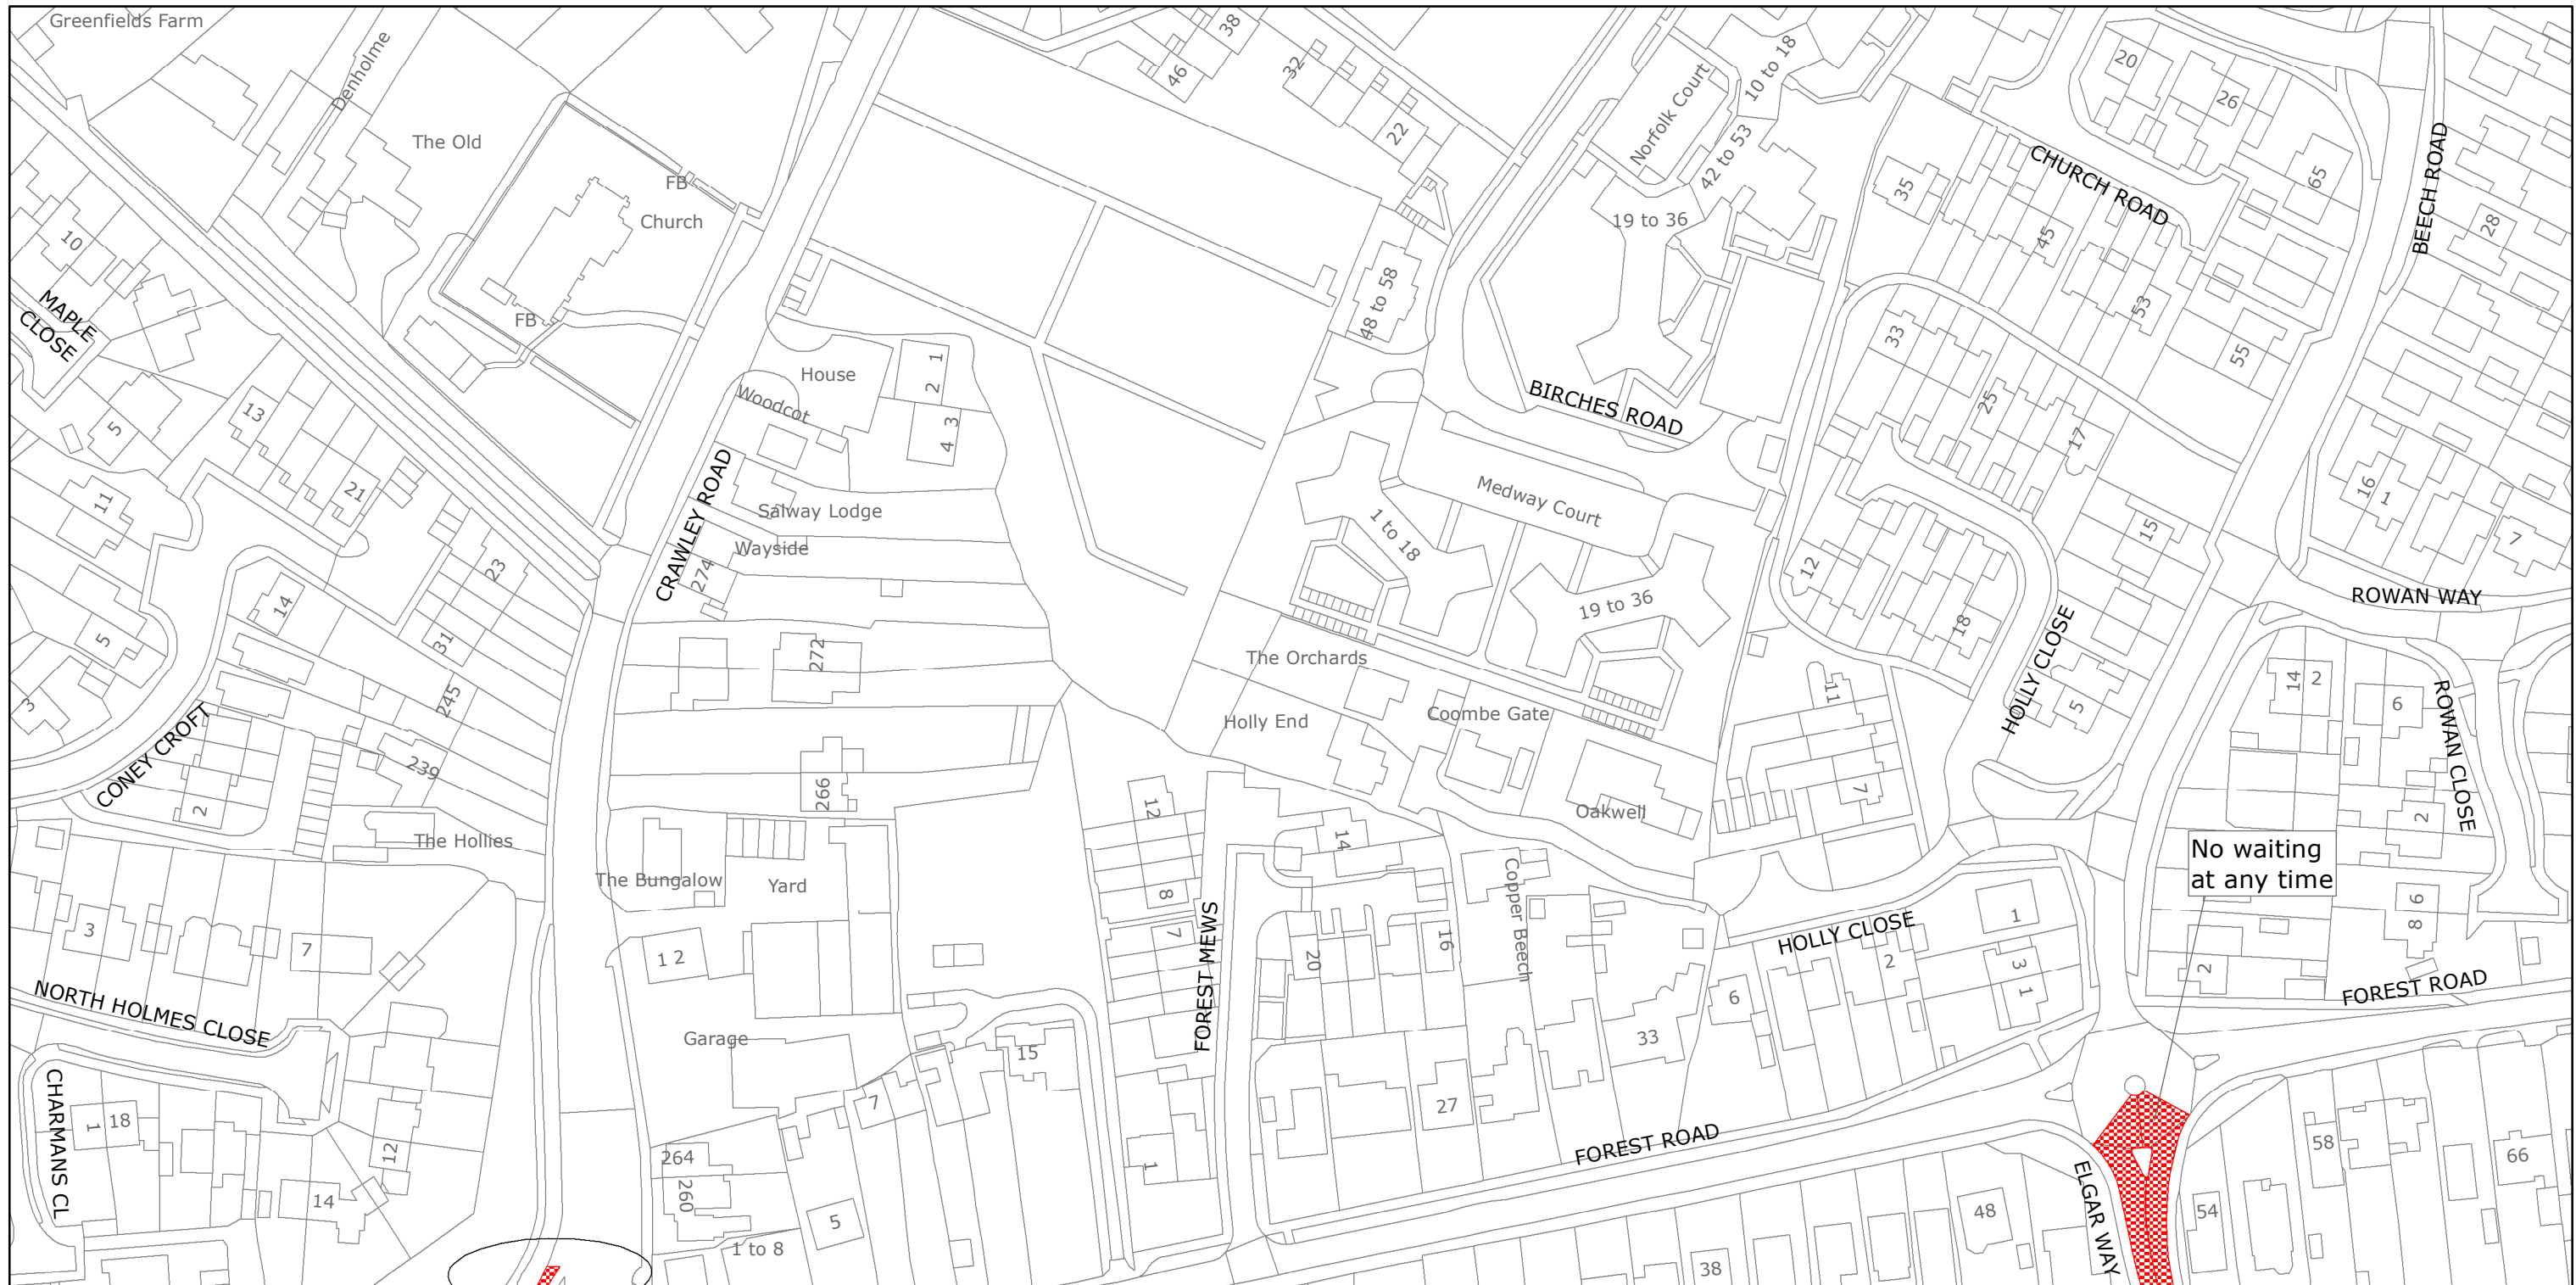 Greenfields Farm
Denholme
The Old
FB
Church
FB
38
46
32
22
10 to 18
Norfolk Court
42 to 53
19 to 36
48 to 58
20
26
65
CHURCH ROAD
BEECH ROAD
28
35
45
53
55
33
25
17
10
MAPLE
CLOSE
5
13
21
11
23
14
5
31
3
245
239
CONEY CROFT
2
The Hollies
House
1
2
3
4
Woodcot
Salway Lodge
CRAWLEY ROAD
Wayside
274
272
266
BIRCHES ROAD
Medway Court
1 to 18
19 to 36
The Orchards
Holly End
Coombe Gate
Oakwell
12
18
15
HOLLY CLOSE
5
11
7
16
1
7
ROWAN WAY
14
2
6
ROWAN CLOSE
2
No waiting
at any time
6
8
2
FOREST ROAD
The Bungalow
Yard
1 2
Garage
12
8
7
FOREST MEWS
14
20
16
Copper Beech
33
6
HOLLY CLOSE
2
1
3
1
3
7
NORTH HOLMES CLOSE
CHARMANS CL
1
18
12
14
264
260
1 to 8
5
7
15
1
27
FOREST ROAD
38
48
ELGAR WAY
54
58
66